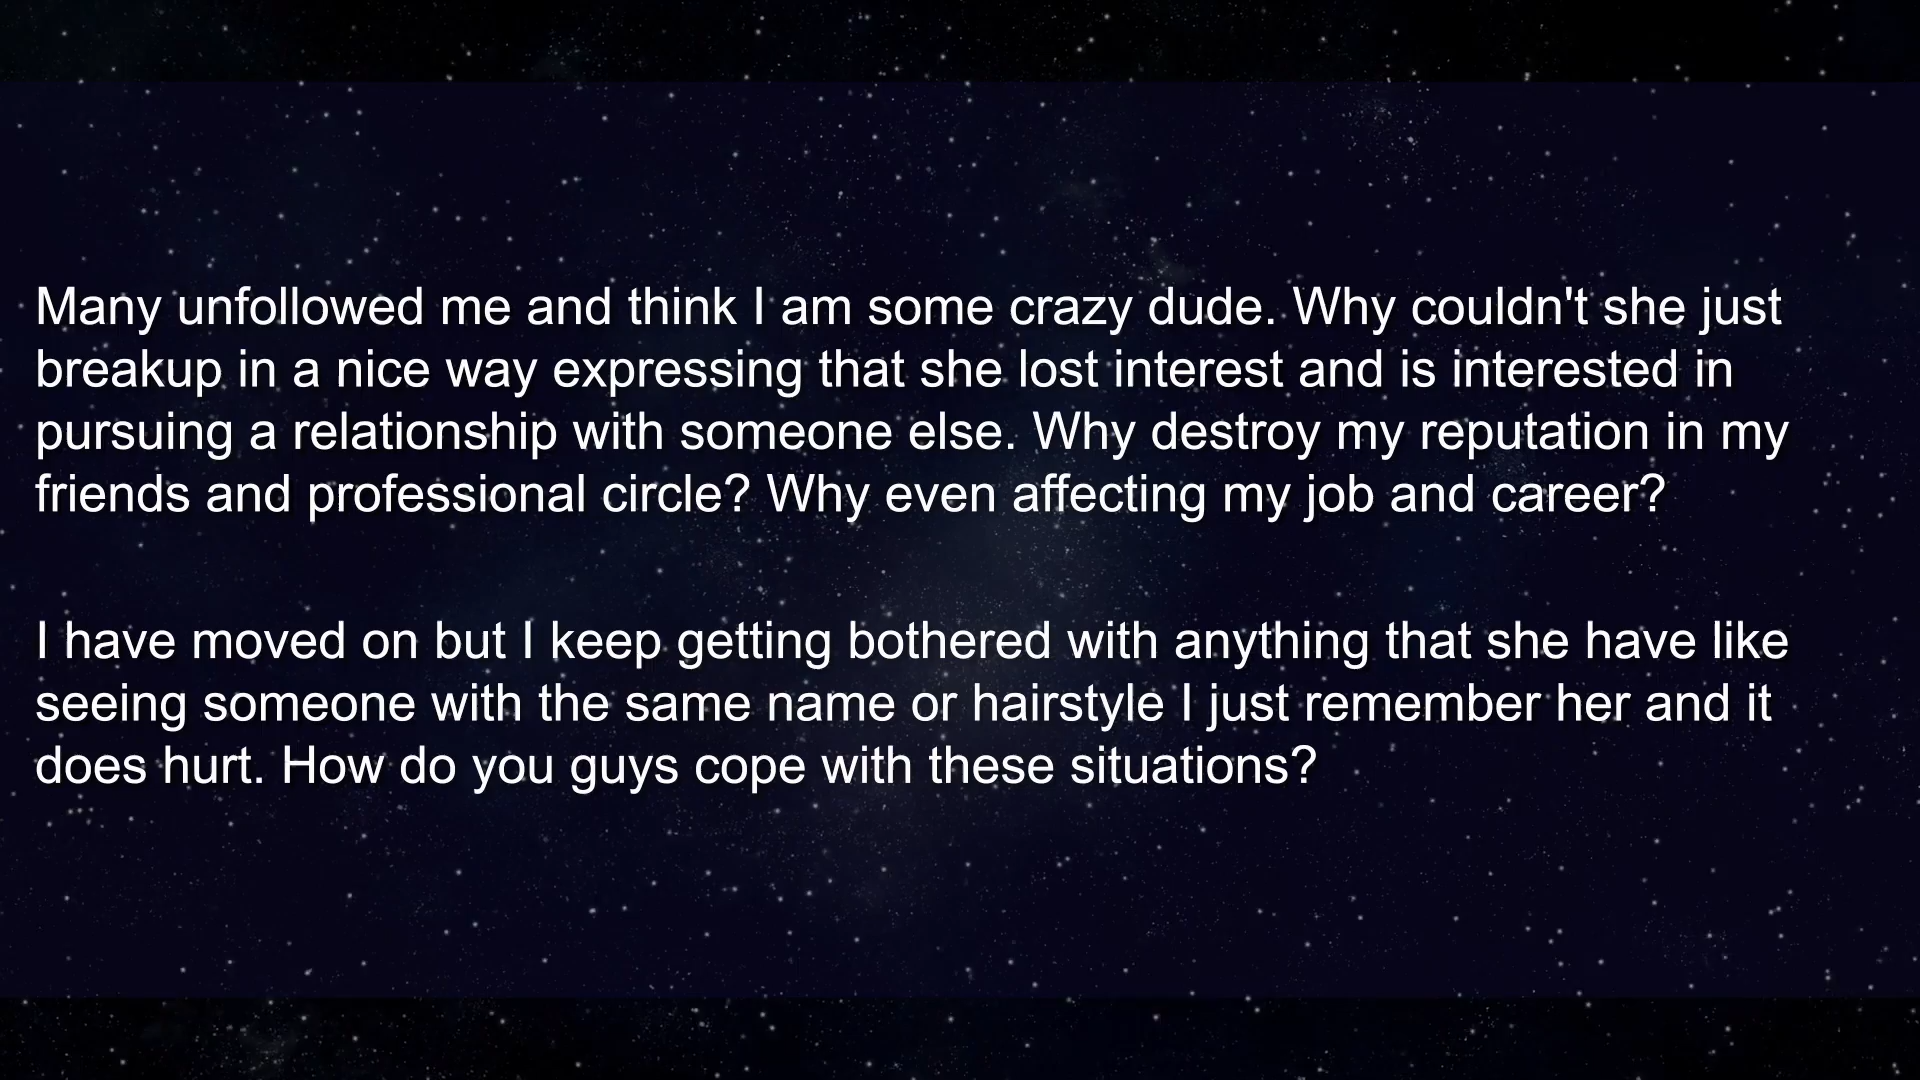 Many unfollowed me and think I am some crazy dude. Why couldn't she just
breakup in a nice way expressing that she lost interest and is interested in
pursuing a relationship with someone else. Why destroy my reputation in my
friends and professional circle? Why even affecting my job and career?
I have moved on but I keep getting bothered with anything that she have like
seeing someone with the same name or hairstyle I just remember her and it
does hurt. How do you guys cope with these situations?